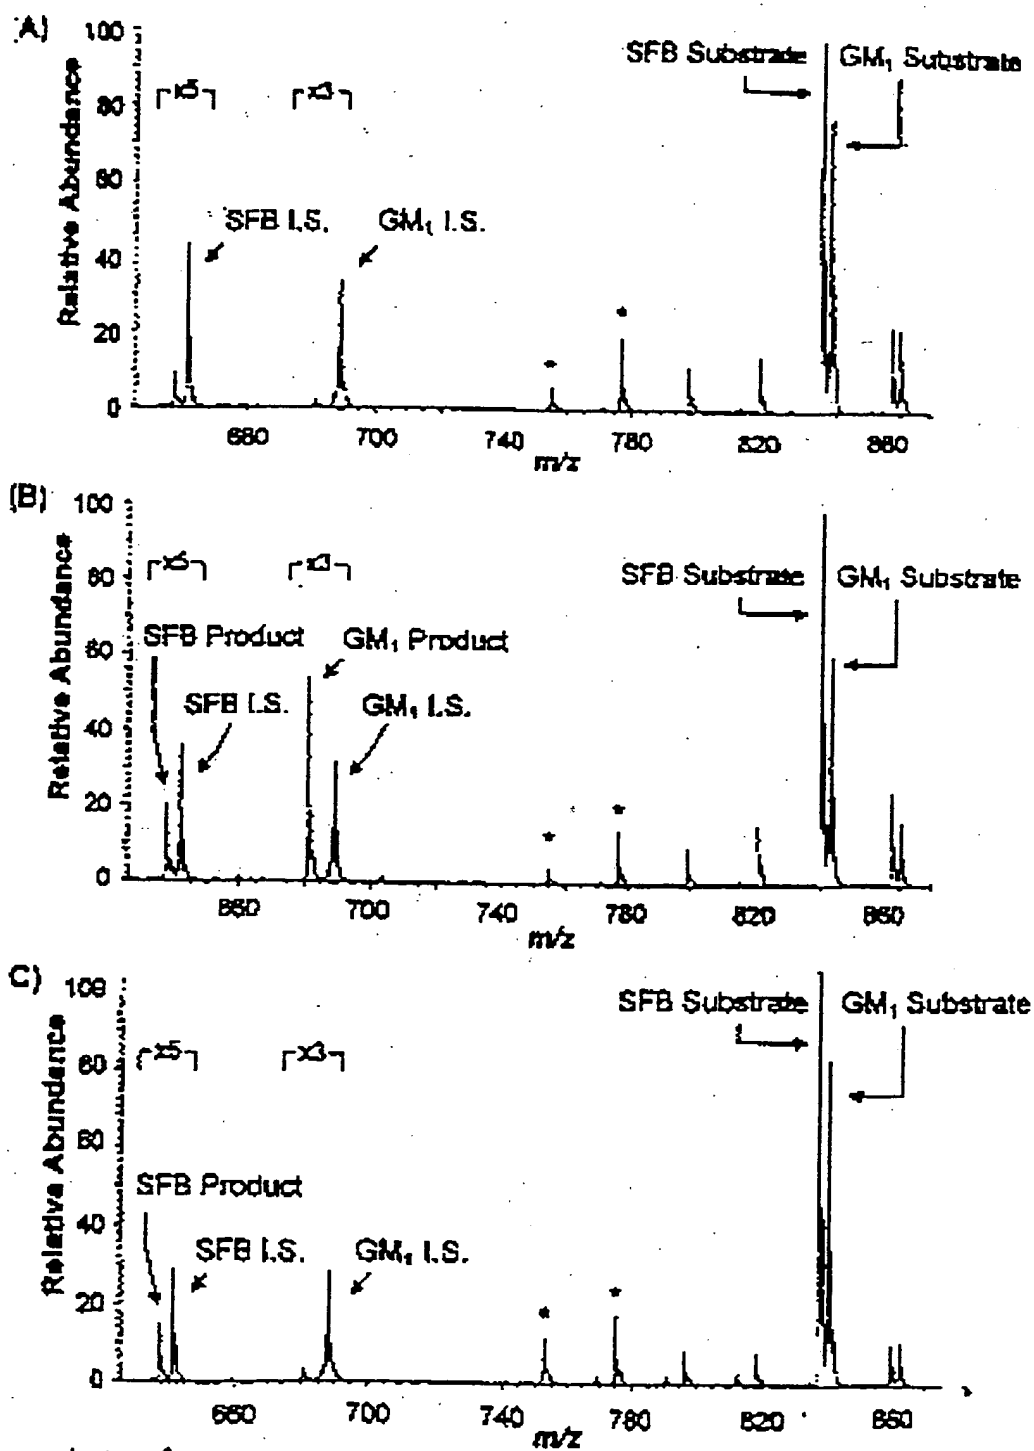 (A)
100
80
60
40
20
0
Relative Abundance
x5
x3
SFB I.S.
GM₁ I.S.
*
*
SFB Substrate
GM₁ Substrate
660 700 740 780 820 860
m/z
(B)
100
80
60
40
20
0
Relative Abundance
x5
x3
SFB Product
SFB I.S.
GM₁ Product
GM₁ I.S.
*
*
SFB Substrate
GM₁ Substrate
660 700 740 780 820 860
m/z
C)
100
80
60
40
20
0
Relative Abundance
x5
x3
SFB Product
SFB I.S.
GM₁ I.S.
*
*
SFB Substrate
GM₁ Substrate
660 700 740 780 820 860
m/z